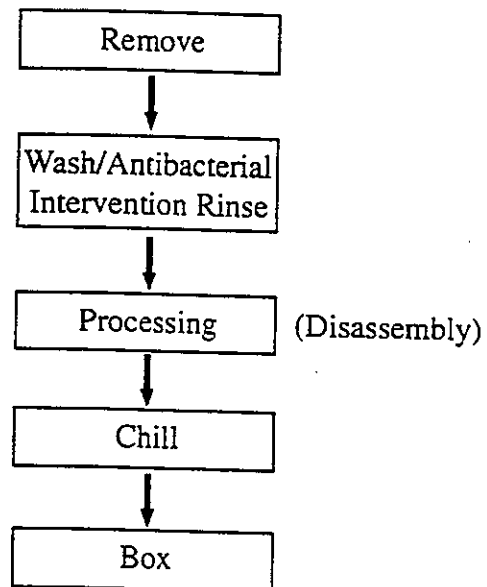 Remove
Wash/Antibacterial
Intervention Rinse
Processing (Disassembly)
Chill
Box